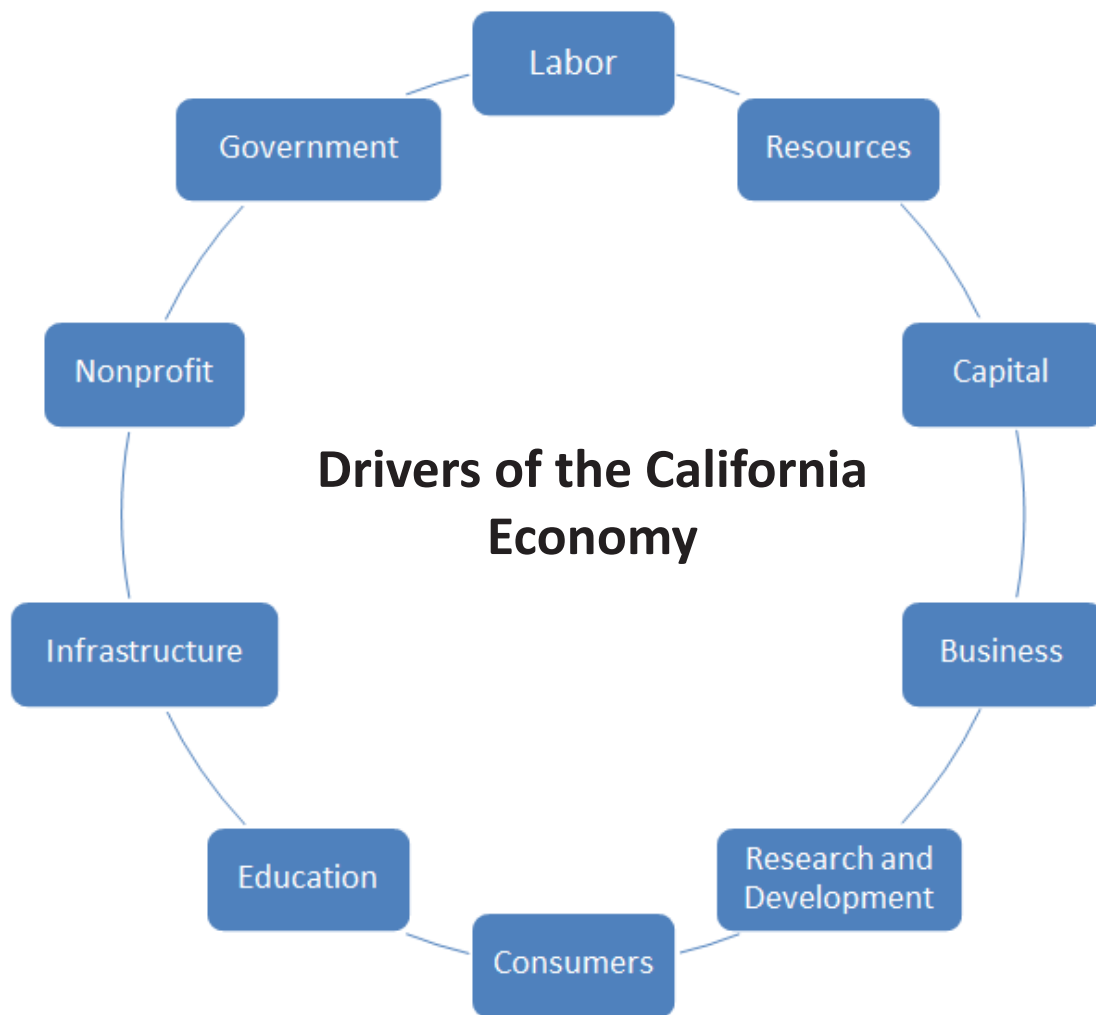 Labor
Government
Resources
Nonprofit
Capital
Drivers of the California
Economy
Infrastructure
Business
Education
Research and
Development
Consumers